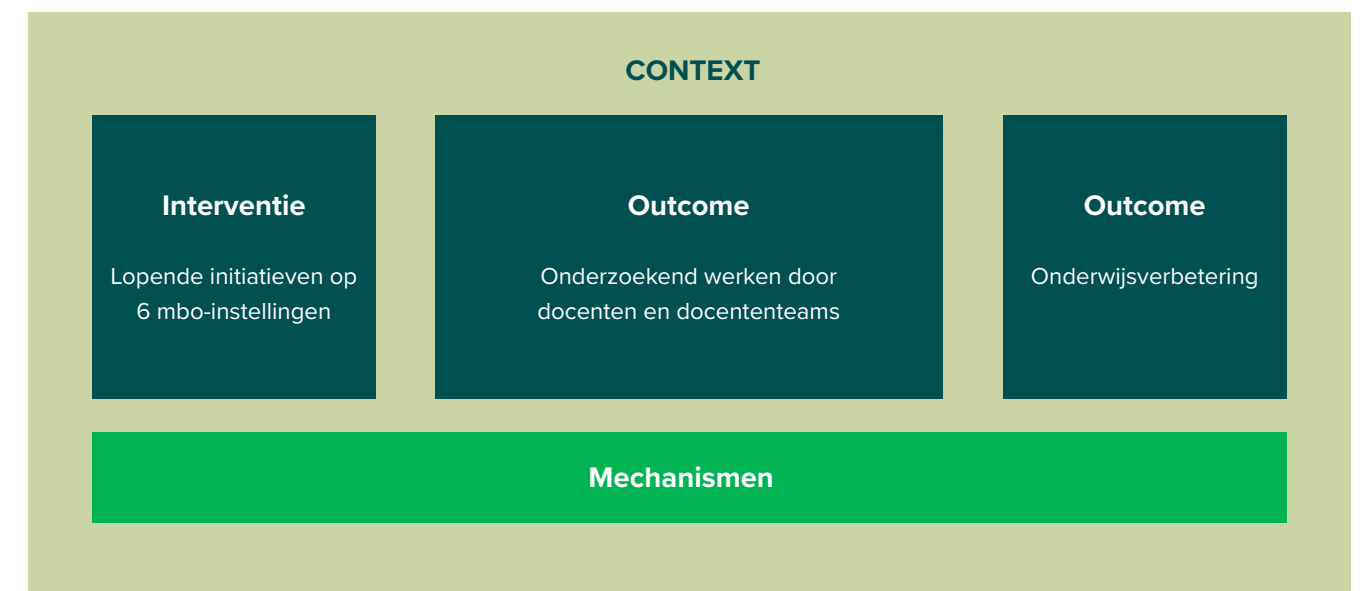 CONTEXT
Interventie
Lopende initiatieven op
6 mbo-instellingen
Outcome
Onderzoekend werken door
docenten en docententeams
Outcome
Onderwijsverbetering
Mechanismen